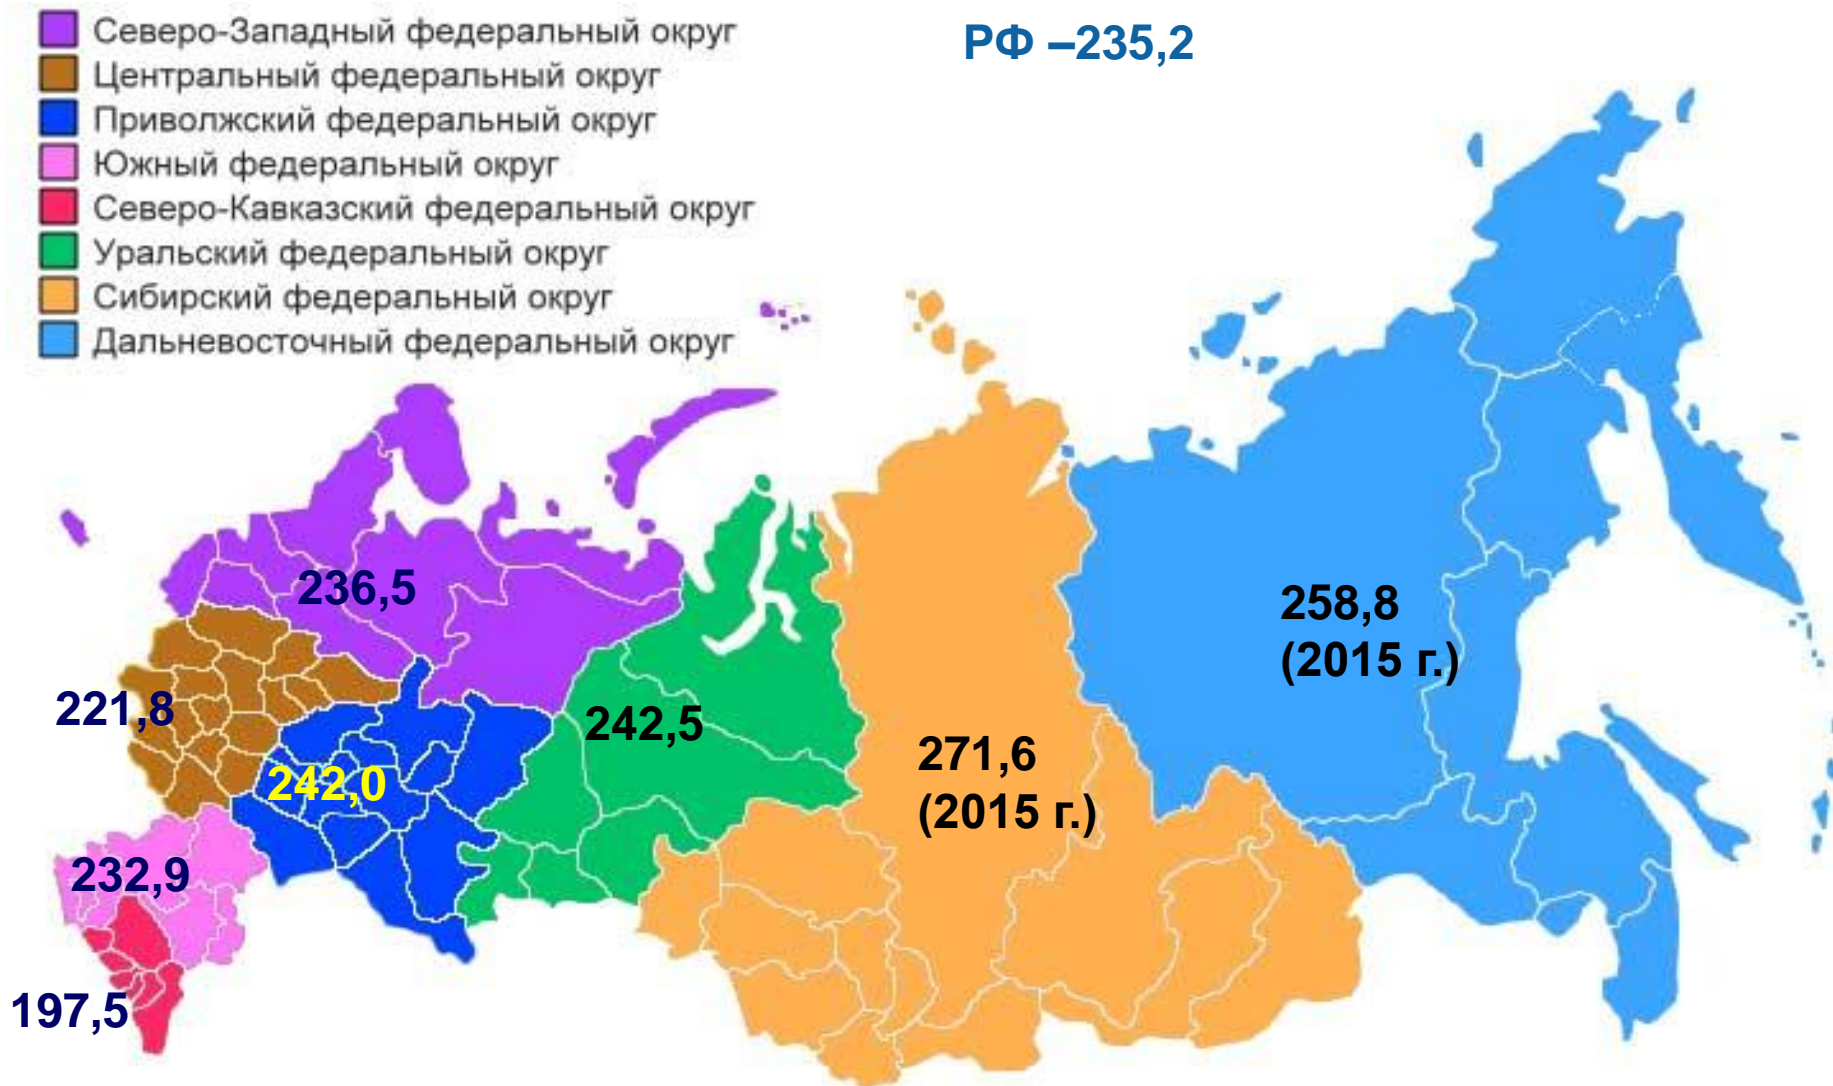 Северо-Западный федеральный округ
Центральный федеральный округ
Приволжский федеральный округ
Южный федеральный округ
Северо-Кавказский федеральный округ
Уральский федеральный округ
Сибирский федеральный округ
Дальневосточный федеральный округ
РФ –235,2
236,5
221,8
242,0
242,5
232,9
197,5
271,6
(2015 г.)
258,8
(2015 г.)